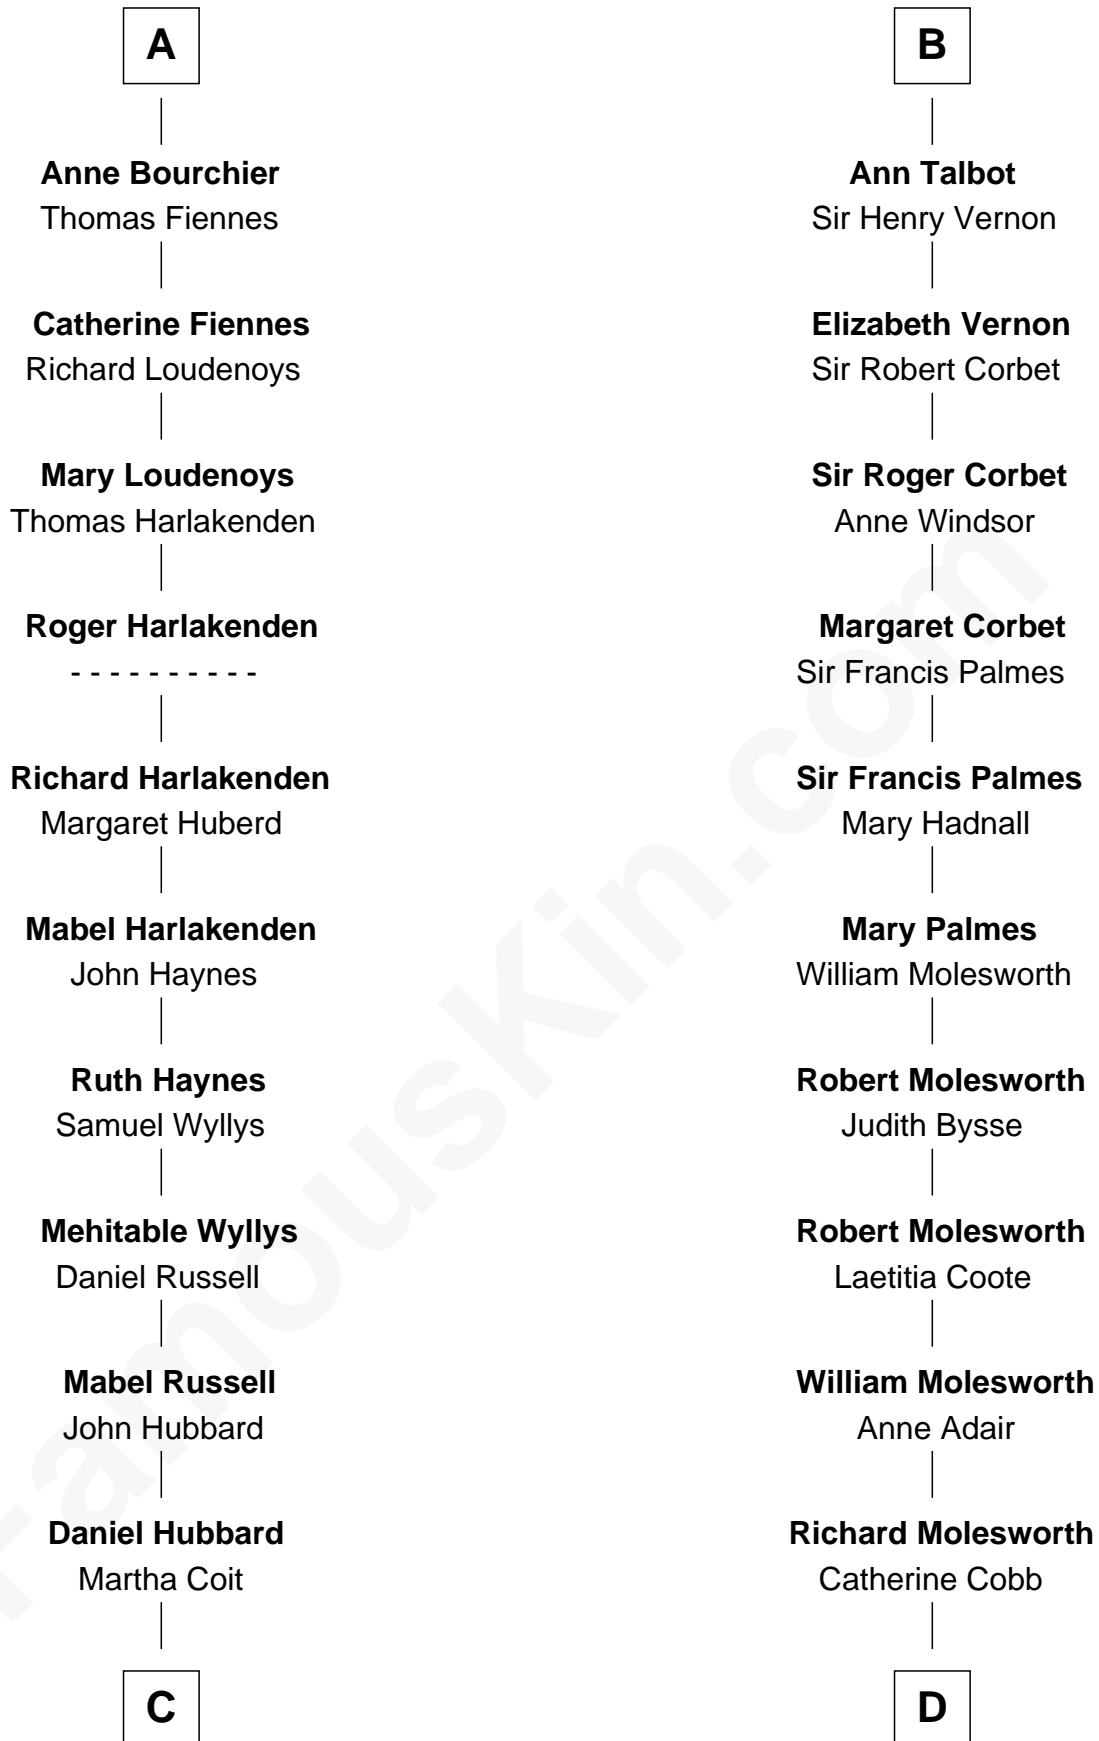 A
Anne Bourchier
Thomas Fiennes
Catherine Fiennes
Richard Loudenoys
Mary Loudenoys
Thomas Harlakenden
Roger Harlakenden
- - - - - - - - - -
Richard Harlakenden
Margaret Huberd
Mabel Harlakenden
John Haynes
Ruth Haynes
Samuel Wyllys
Mehitable Wyllys
Daniel Russell
Mabel Russell
John Hubbard
Daniel Hubbard
Martha Coit
C
B
Ann Talbot
Sir Henry Vernon
Elizabeth Vernon
Sir Robert Corbet
Sir Roger Corbet
Anne Windsor
Margaret Corbet
Sir Francis Palmes
Sir Francis Palmes
Mary Hadnall
Mary Palmes
William Molesworth
Robert Molesworth
Judith Bysse
Robert Molesworth
Laetitia Coote
William Molesworth
Anne Adair
Richard Molesworth
Catherine Cobb
D
FamousKin.com